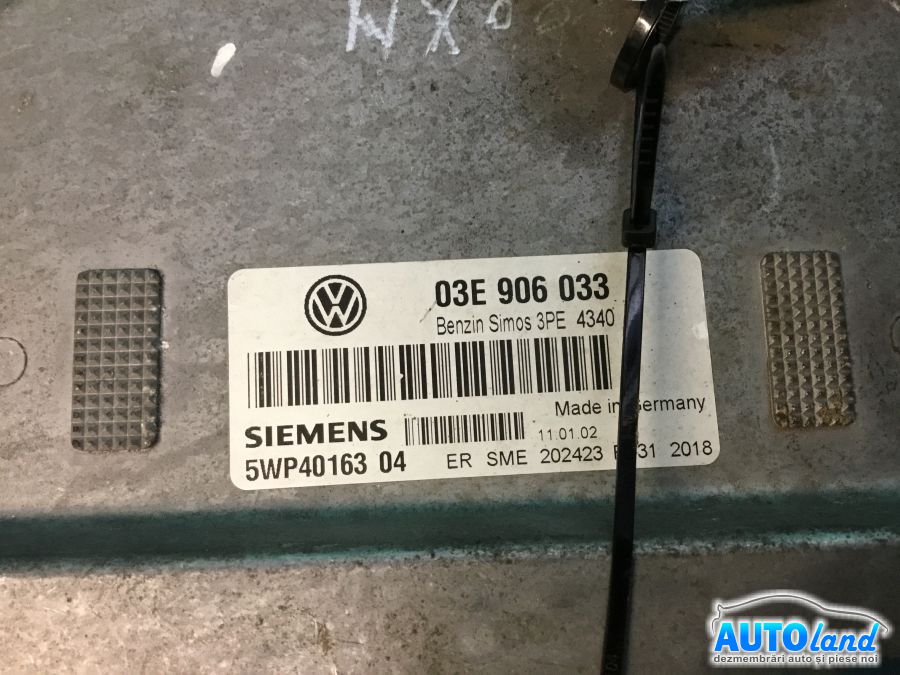 VW
03E 906 033
Benzin Simos 3PE 4340
Made in Germany
SIEMENS
11.01.02
5WP40163 04
ER SME 202423 31 2018
AUTOland
dezmembrări auto și piese noi